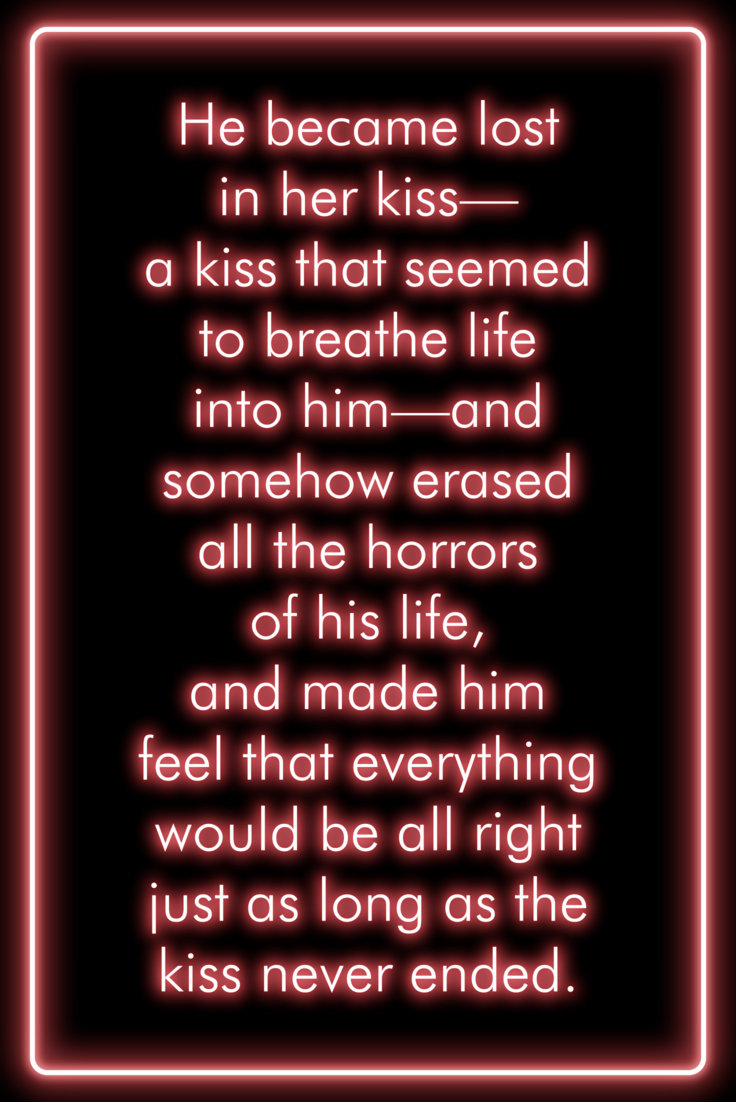 He became lost
in her kiss—
a kiss that seemed
to breathe life
into him—and
somehow erased
all the horrors
of his life,
and made him
feel that everything
would be all right
just as long as the
kiss never ended.